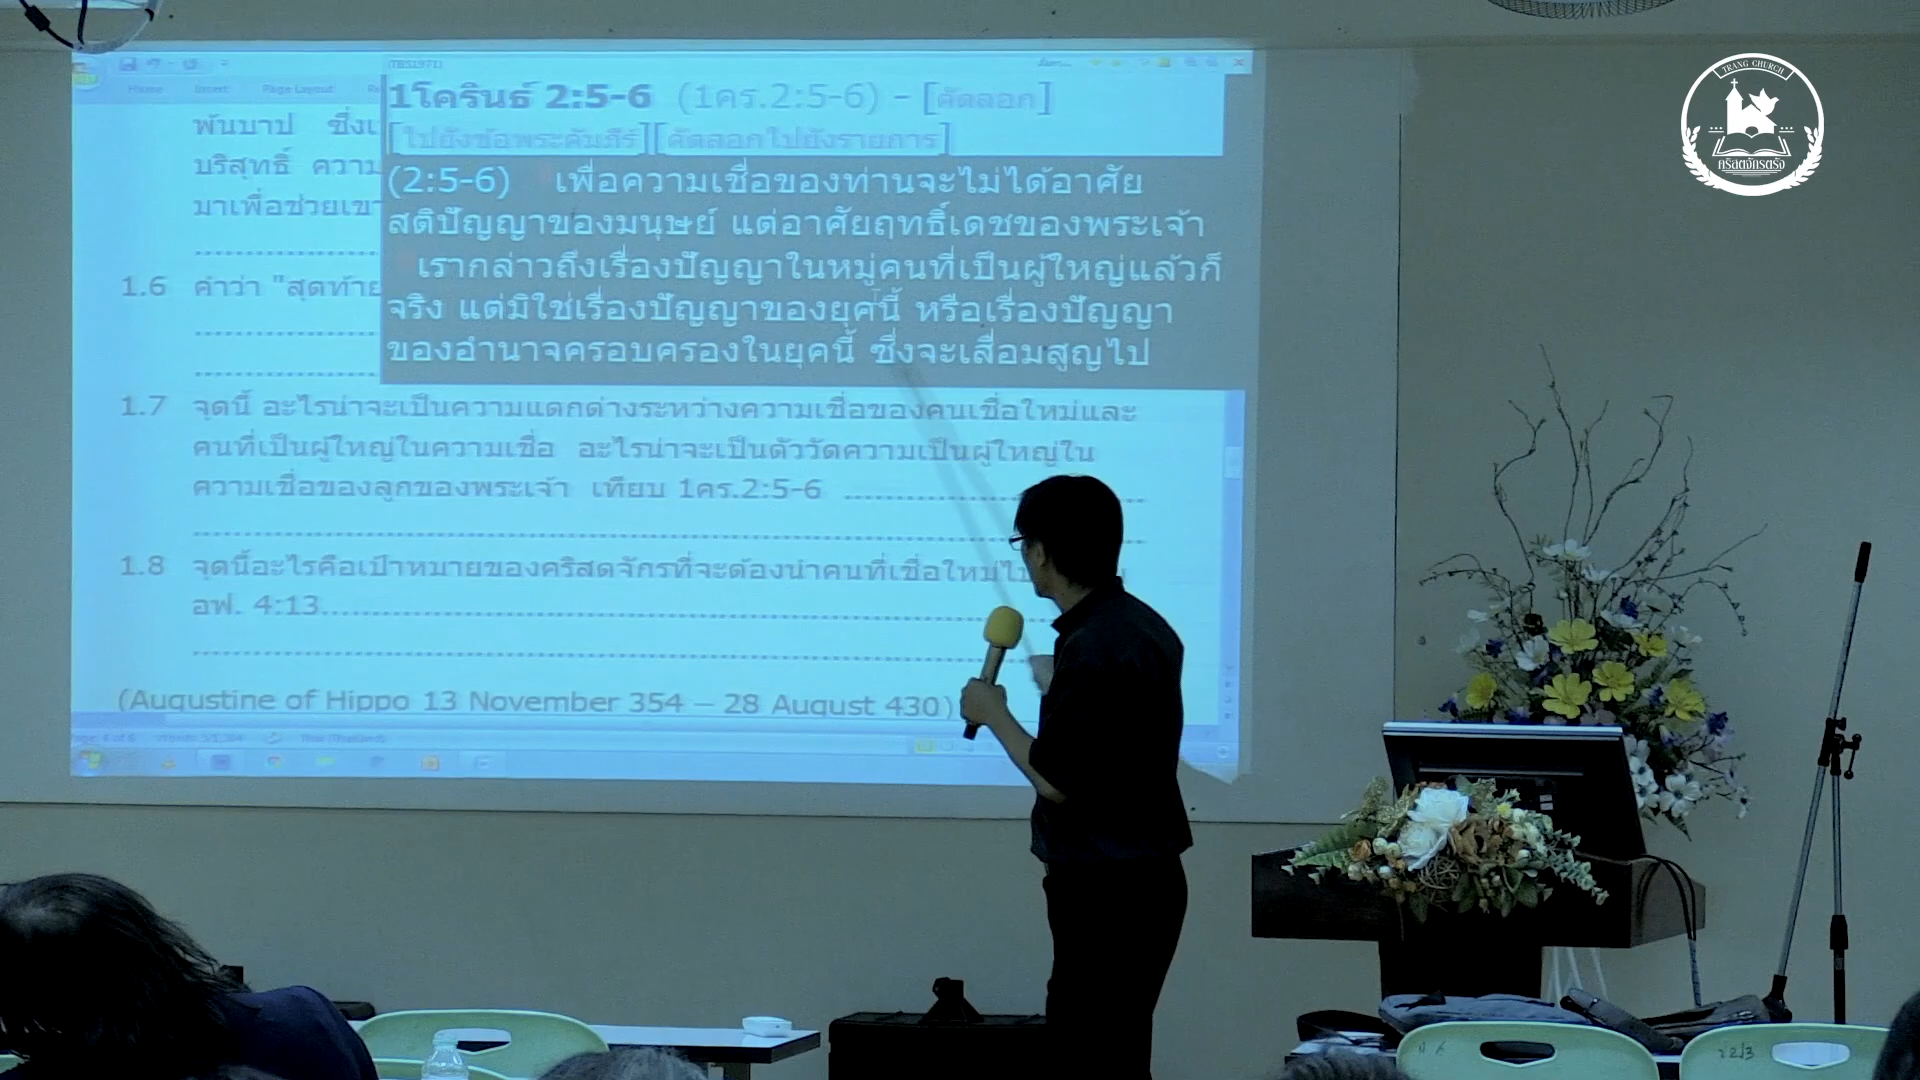 (TBS1971)
Home Insert Page Layout
1โครินธ์ 2:5-6 (1คร.2:5-6) - [คัดลอก]
[ไปยังข้อพระคัมภีร์][คัดลอกไปยังรายการ]
(2:5-6) เพื่อความเชื่อของท่านจะไม่ได้อาศัย
สติปัญญาของมนุษย์ แต่อาศัยฤทธิ์เดชของพระเจ้า
เรากล่าวถึงเรื่องปัญญาในหมู่คนที่เป็นผู้ใหญ่แล้วก็
จริง แต่มิใช่เรื่องปัญญาของยุคนี้ หรือเรื่องปัญญา
ของอำนาจครอบครองในยุคนี้ ซึ่งจะเสื่อมสูญไป
พ้นบาป ซึ่ง
บริสุทธิ์ ความ
มาเพื่อช่วยเขา
1.6 คำว่า "สุดท้าย
1.7 จุดนี้ อะไรน่าจะเป็นความแตกต่างระหว่างความเชื่อของคนเชื่อใหม่และ
คนที่เป็นผู้ใหญ่ในความเชื่อ อะไรน่าจะเป็นตัววัดความเป็นผู้ใหญ่ใน
ความเชื่อของลูกของพระเจ้า เทียบ 1คร.2:5-6 ................................
1.8 จุดนี้อะไรคือเป้าหมายของคริสตจักรที่จะต้องนำคนที่เชื่อใหม่ไป
อฟ. 4:13................................
(Augustine of Hippo 13 November 354 – 28 August 430)
Thai (Thailand)
TRANG CHURCH
คริสตจักรตรัง
22/3